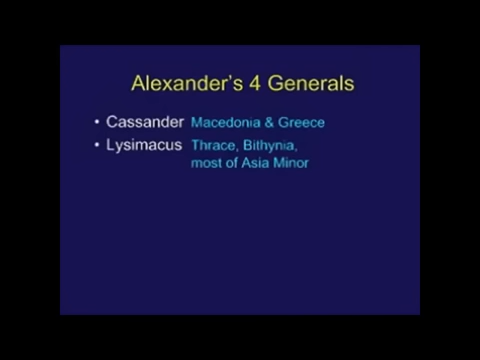 Alexander's 4 Generals
• Cassander Macedonia & Greece
• Lysimacus Thrace, Bithynia,
most of Asia Minor